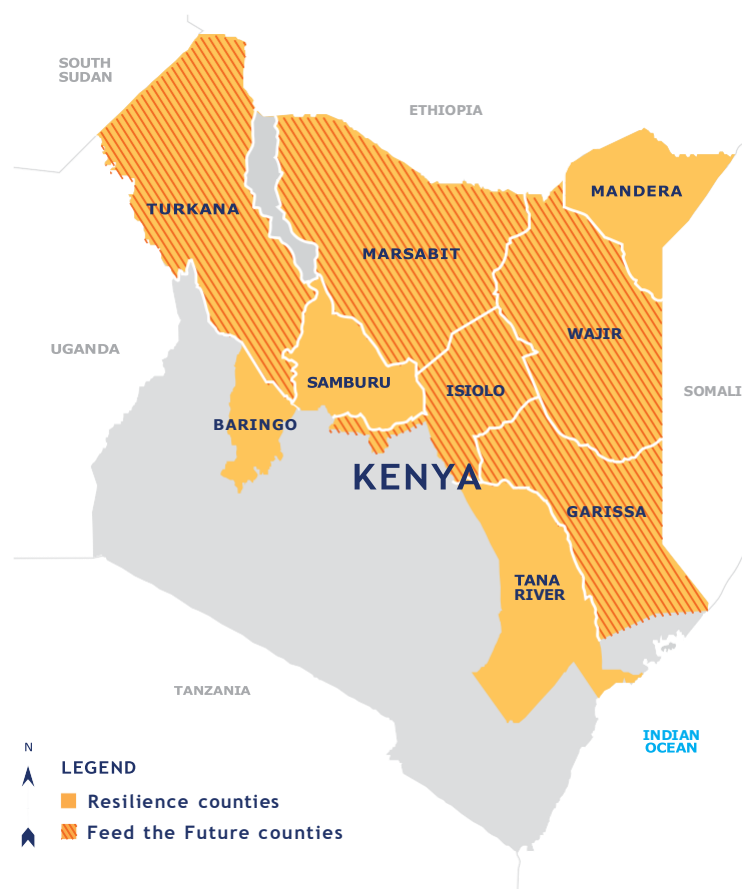 SOUTH
SUDAN
ETHIOPIA
MANDERA
TURKANA
MARSABIT
WAJIR
UGANDA
SAMBURU
ISIOLO
SOMALI
BARINGO
KENYA
GARISSA
TANA
RIVER
TANZANIA
INDIAN
OCEAN
N
LEGEND
Resilience counties
Feed the Future counties